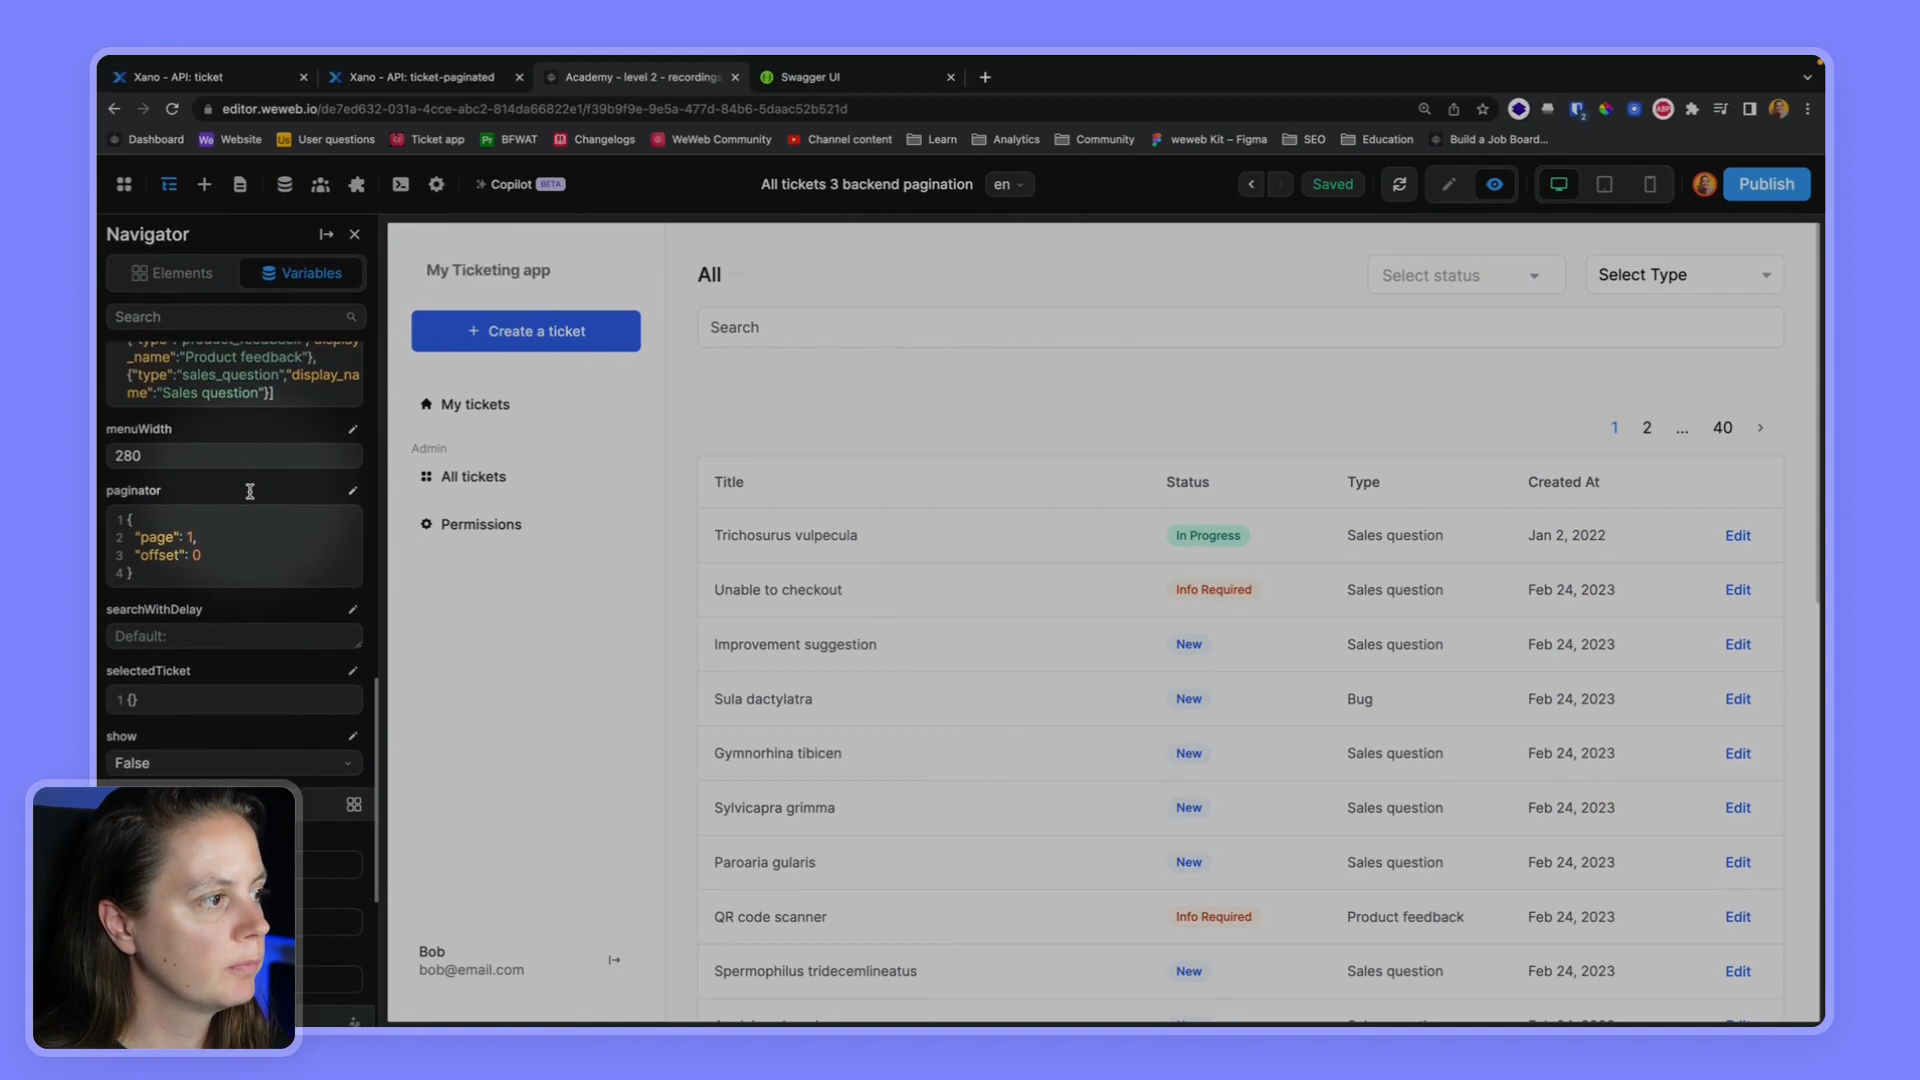 Xano - API: ticket
Xano - API: ticket-paginated
Academy - level 2 - recordings
Swagger UI
editor.weweb.io/de7ed632-031a-4cce-abc2-814da66822e1/f39b9f9e-9e5a-477d-84b6-5daac52b521d
Dashboard
We Website
Us User questions
Ticket app
Pr BFWAT
Changelogs
WeWeb Community
Channel content
Learn
Analytics
Community
weweb Kit – Figma
SEO
Education
Build a Job Board...
Copilot BETA
All tickets 3 backend pagination
en
Saved
Publish
Navigator
Elements
Variables
Search
{"type":"product_feedback","display
_name":"Product feedback"},
{"type":"sales_question","display_na
me":"Sales question"}]
menuWidth
280
paginator
1 {
2 "page": 1,
3 "offset": 0
4 }
searchWithDelay
Default:
selectedTicket
1 {}
show
False
My Ticketing app
+ Create a ticket
My tickets
Admin
All tickets
Permissions
Bob
bob@email.com
All
Select status
Select Type
Search
1 2 ... 40 >
Title Status Type Created At
Trichosurus vulpecula In Progress Sales question Jan 2, 2022 Edit
Unable to checkout Info Required Sales question Feb 24, 2023 Edit
Improvement suggestion New Sales question Feb 24, 2023 Edit
Sula dactylatra New Bug Feb 24, 2023 Edit
Gymnorhina tibicen New Sales question Feb 24, 2023 Edit
Sylvicapra grimma New Sales question Feb 24, 2023 Edit
Paroaria gularis New Sales question Feb 24, 2023 Edit
QR code scanner Info Required Product feedback Feb 24, 2023 Edit
Spermophilus tridecemlineatus New Sales question Feb 24, 2023 Edit